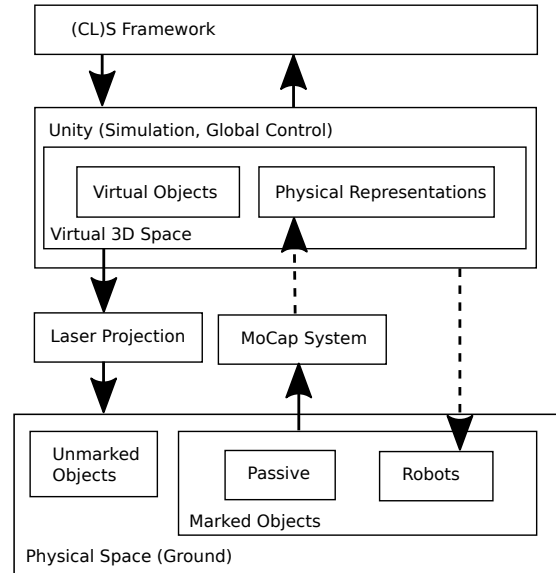 (CL)S Framework
Unity (Simulation, Global Control)
Virtual Objects
Physical Representations
Virtual 3D Space
Laser Projection
MoCap System
Unmarked
Objects
Passive
Robots
Marked Objects
Physical Space (Ground)